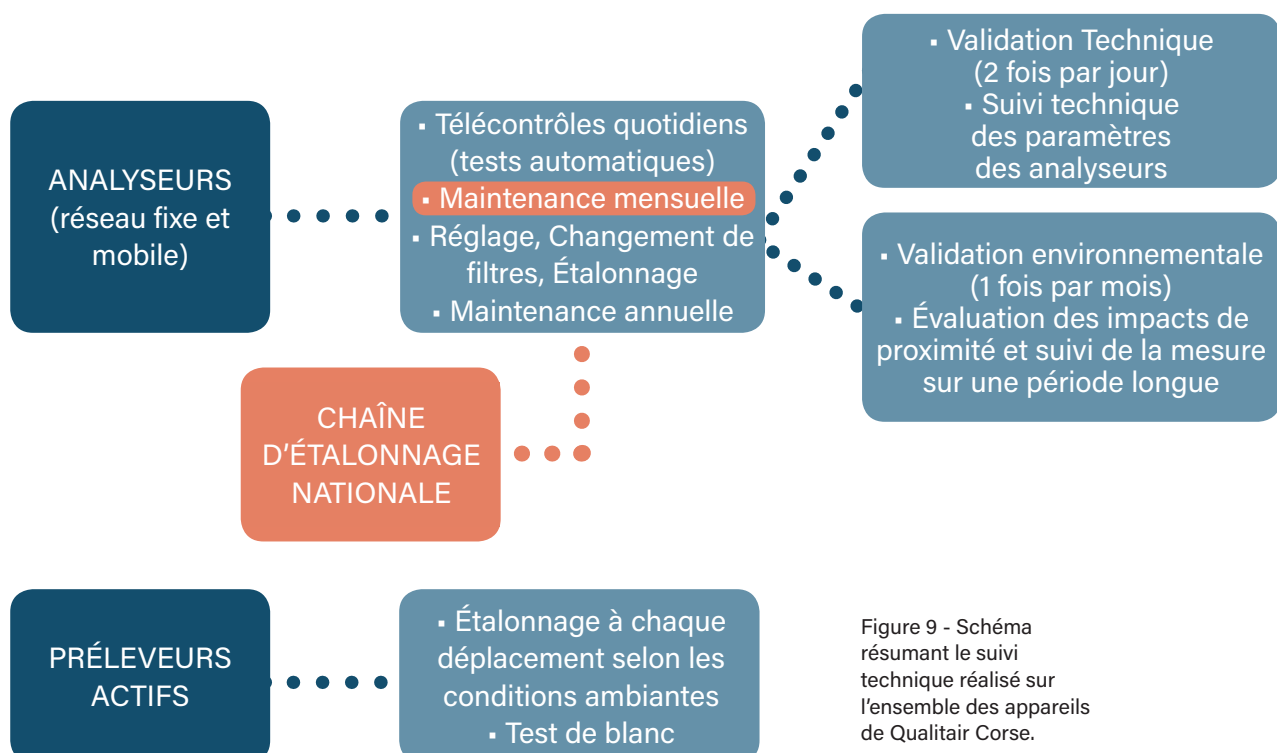 ANALYSEURS
(réseau fixe et
mobile)
▪ Télécontrôles quotidiens
(tests automatiques)
▪ Maintenance mensuelle
▪ Réglage, Changement de
filtres, Étalonnage
▪ Maintenance annuelle
▪ Validation Technique
(2 fois par jour)
▪ Suivi technique
des paramètres
des analyseurs
▪ Validation environnementale
(1 fois par mois)
▪ Évaluation des impacts de
proximité et suivi de la mesure
sur une période longue
CHAÎNE
D'ÉTALONNAGE
NATIONALE
PRÉLEVEURS
ACTIFS
▪ Étalonnage à chaque
déplacement selon les
conditions ambiantes
▪ Test de blanc
Figure 9 - Schéma
résumant le suivi
technique réalisé sur
l'ensemble des appareils
de Qualitair Corse.